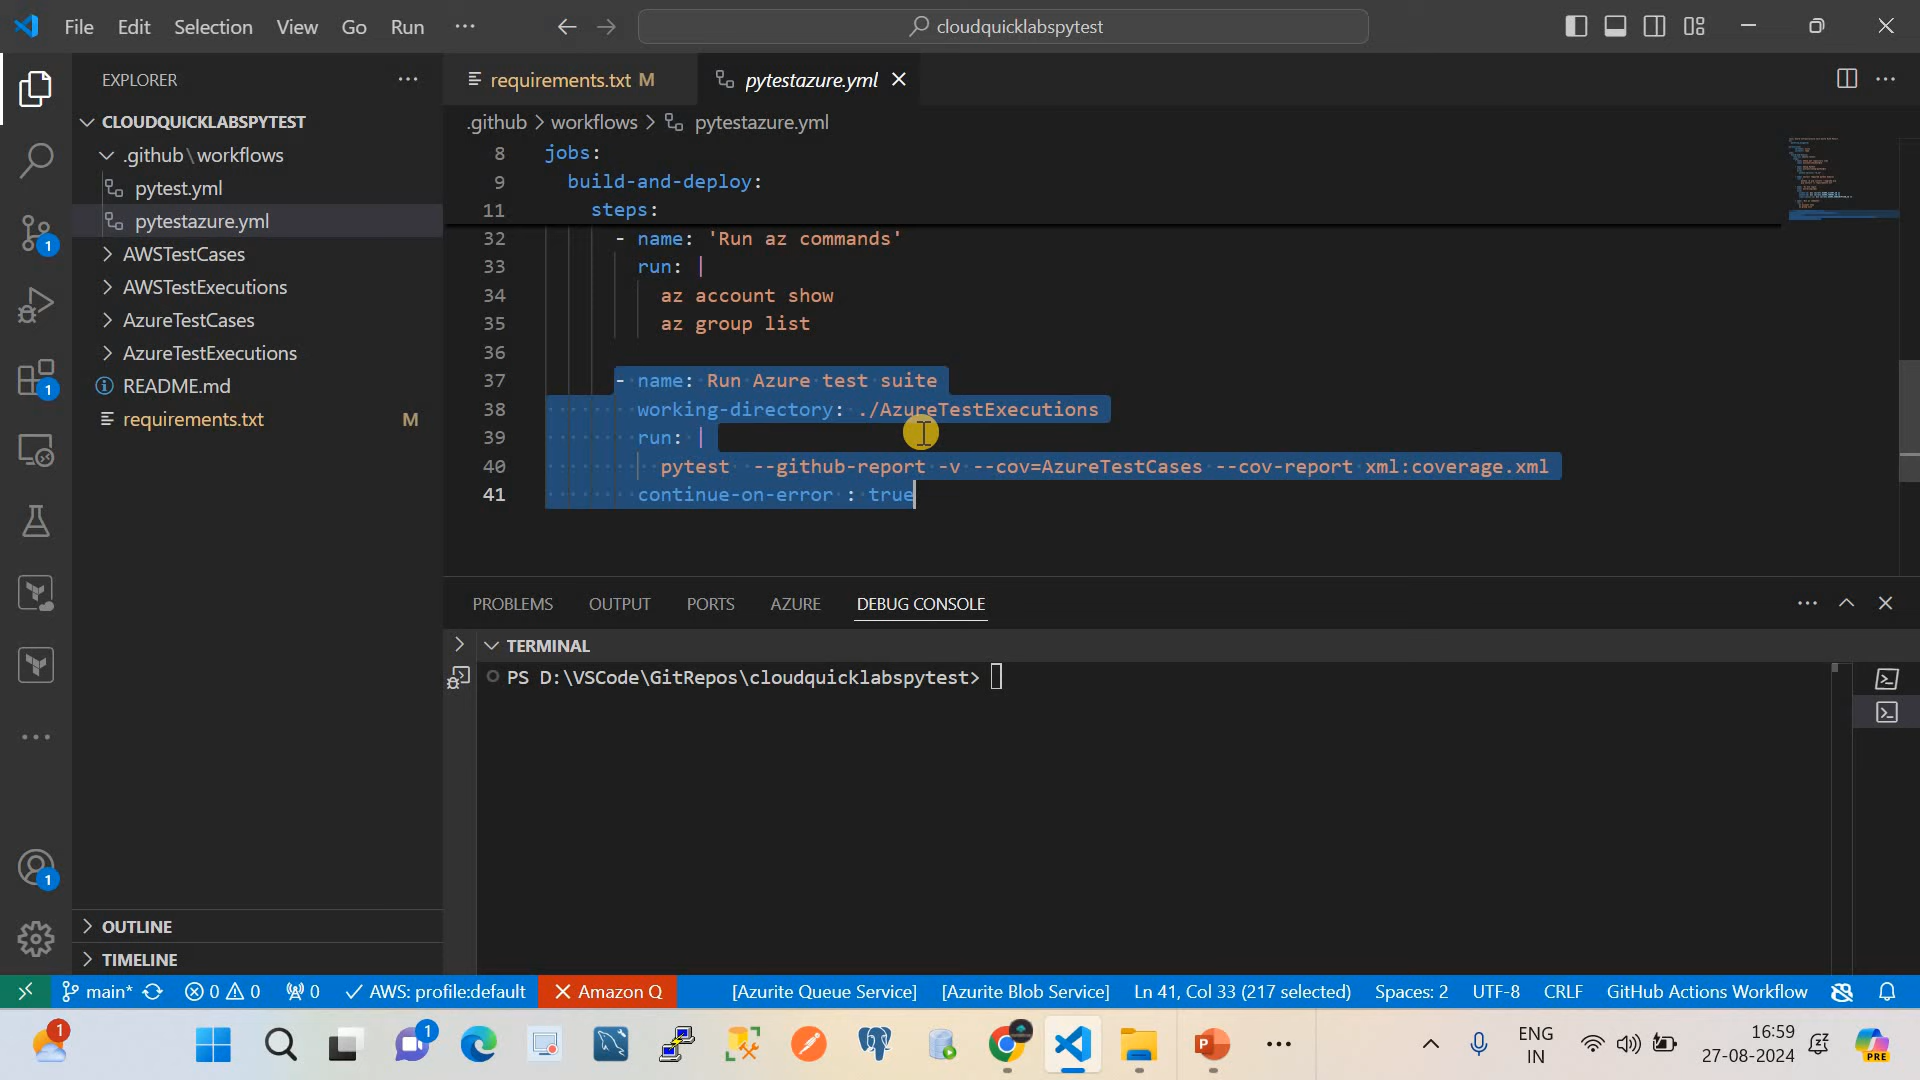 File Edit Selection View Go Run ···
cloudquicklabspytest
EXPLORER
CLOUDQUICKLABSPYTEST
.github\workflows
pytest.yml
pytestazure.yml
AWSTestCases
AWSTestExecutions
AzureTestCases
AzureTestExecutions
README.md
requirements.txt M
OUTLINE
TIMELINE
1
1
1
requirements.txt M
pytestazure.yml
.github > workflows > pytestazure.yml
8 jobs:
9 build-and-deploy:
11 steps:
32 - name: 'Run az commands'
33 run: |
34 az account show
35 az group list
36
37 - name: Run Azure test suite
38 working-directory: ./AzureTestExecutions
39 run: |
40 pytest --github-report -v --cov=AzureTestCases --cov-report xml:coverage.xml
41 continue-on-error : true
PROBLEMS OUTPUT PORTS AZURE DEBUG CONSOLE
TERMINAL
PS D:\VSCode\GitRepos\cloudquicklabspytest>
main* 0 0 0 AWS: profile:default Amazon Q [Azurite Queue Service] [Azurite Blob Service] Ln 41, Col 33 (217 selected) Spaces: 2 UTF-8 CRLF GitHub Actions Workflow
1
1
P
PRE
ENG
IN
16:59
27-08-2024